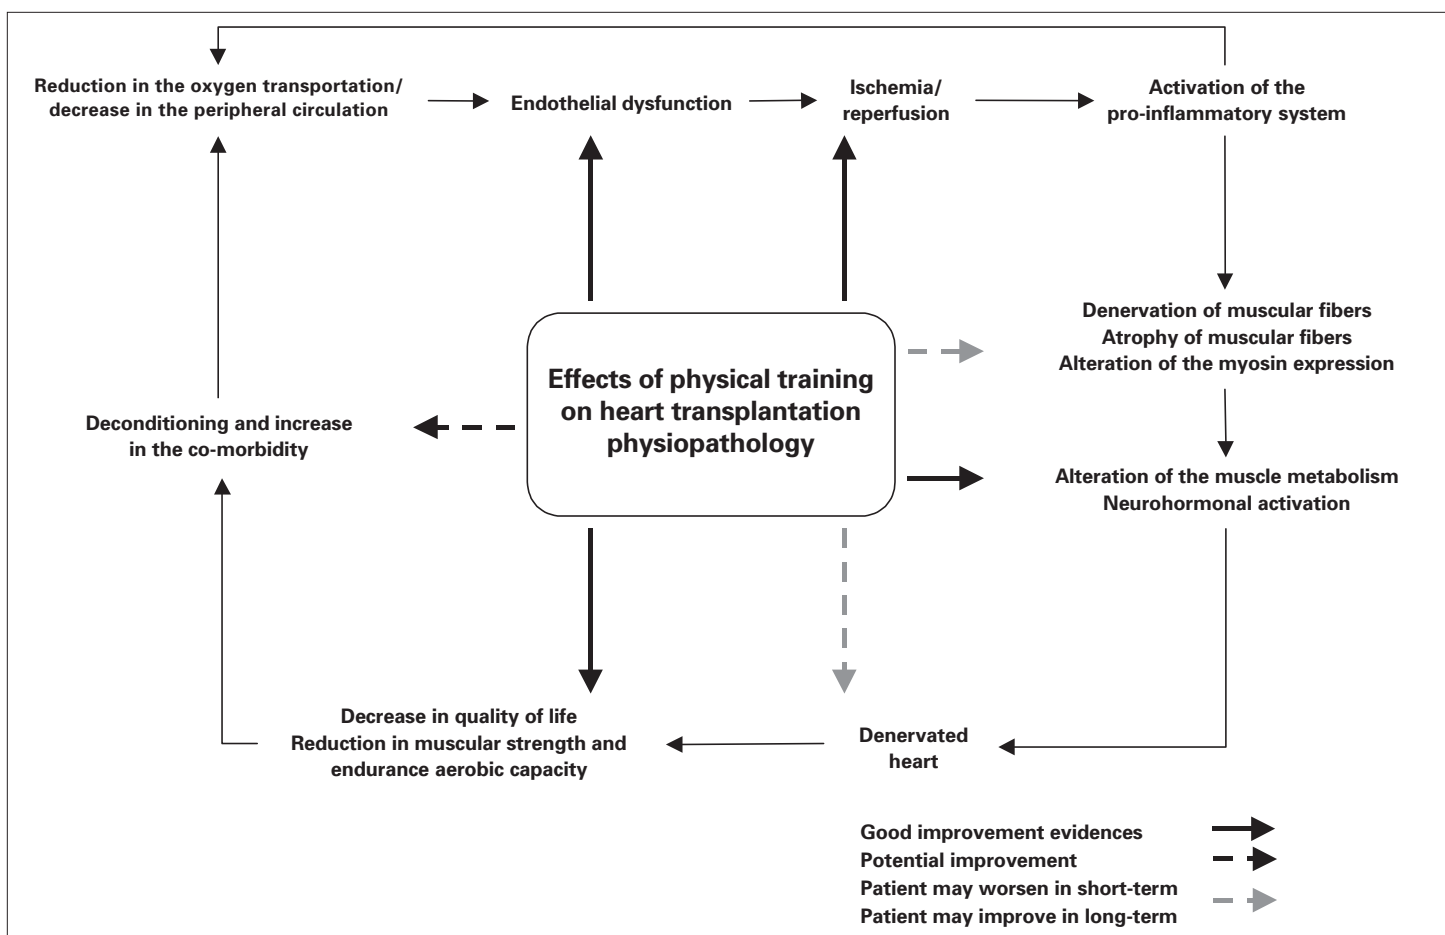 Reduction in the oxygen transportation/
decrease in the peripheral circulation
Endothelial dysfunction
Ischemia/
reperfusion
Activation of the
pro-inflammatory system
Denervation of muscular fibers
Atrophy of muscular fibers
Alteration of the myosin expression
Effects of physical training
on heart transplantation
physiopathology
Deconditioning and increase
in the co-morbidity
Alteration of the muscle metabolism
Neurohormonal activation
Decrease in quality of life
Reduction in muscular strength and
endurance aerobic capacity
Denervated
heart
Good improvement evidences
Potential improvement
Patient may worsen in short-term
Patient may improve in long-term